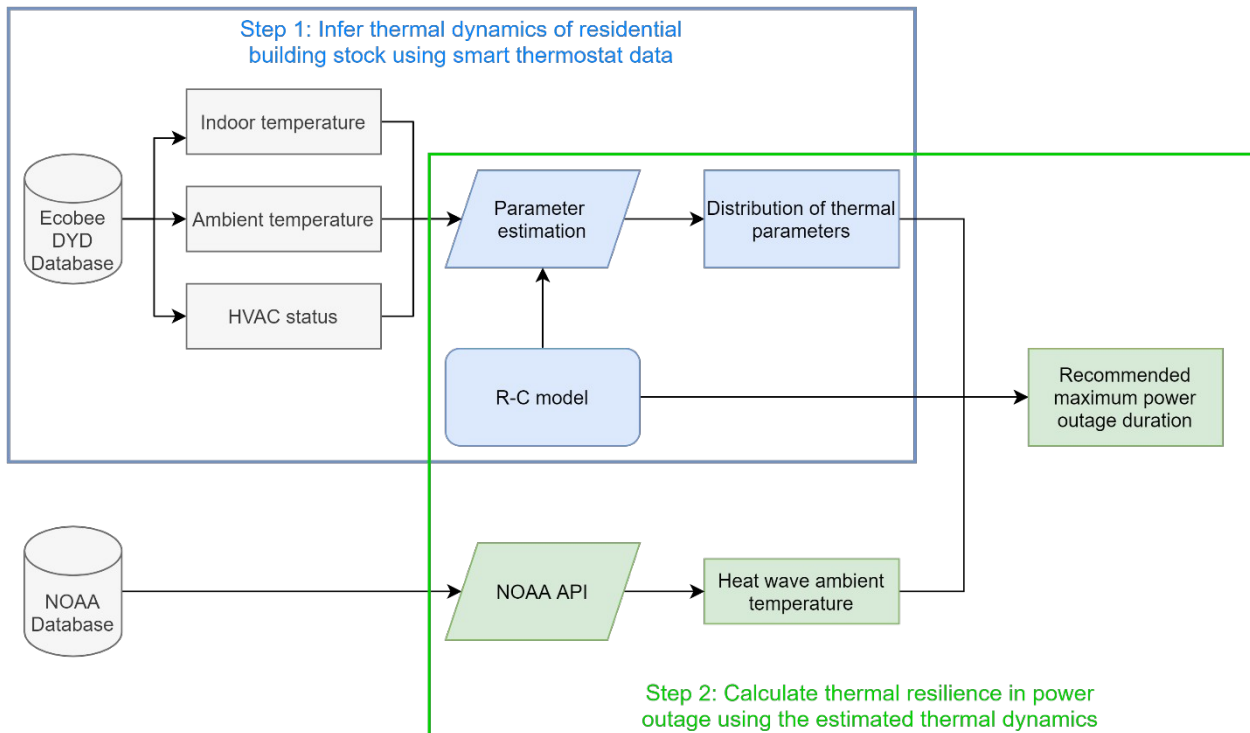 Step 1: Infer thermal dynamics of residential
building stock using smart thermostat data
Indoor temperature
Ecobee
DYD
Database
Ambient temperature
HVAC status
Parameter
estimation
Distribution of thermal
parameters
R-C model
Recommended
maximum power
outage duration
NOAA
Database
NOAA API
Heat wave ambient
temperature
Step 2: Calculate thermal resilience in power
outage using the estimated thermal dynamics